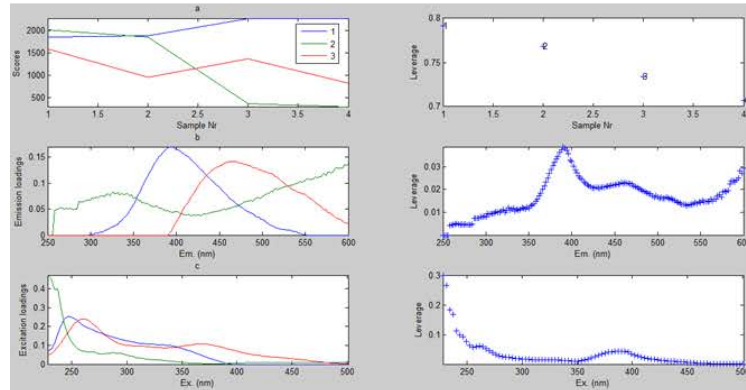 a
2000
1500
1000
500
Scores
1 1.5 2 2.5 3 3.5 4
Sample Nr
1
2
3
0.8
0.75
0.7
Leverage
1 1.5 2 2.5 3 3.5 4
Sample Nr
2
3
b
0.15
0.1
0.05
0
Emission loadings
250 300 350 400 450 500 550 600
Em. (nm)
0.03
0.02
0.01
Leverage
250 300 350 400 450 500 550 600
Em. (nm)
c
0.4
0.3
0.2
0.1
0
Excitation loadings
250 300 350 400 450 500
Ex. (nm)
0.3
0.2
0.1
Leverage
250 300 350 400 450 500
Ex. (nm)